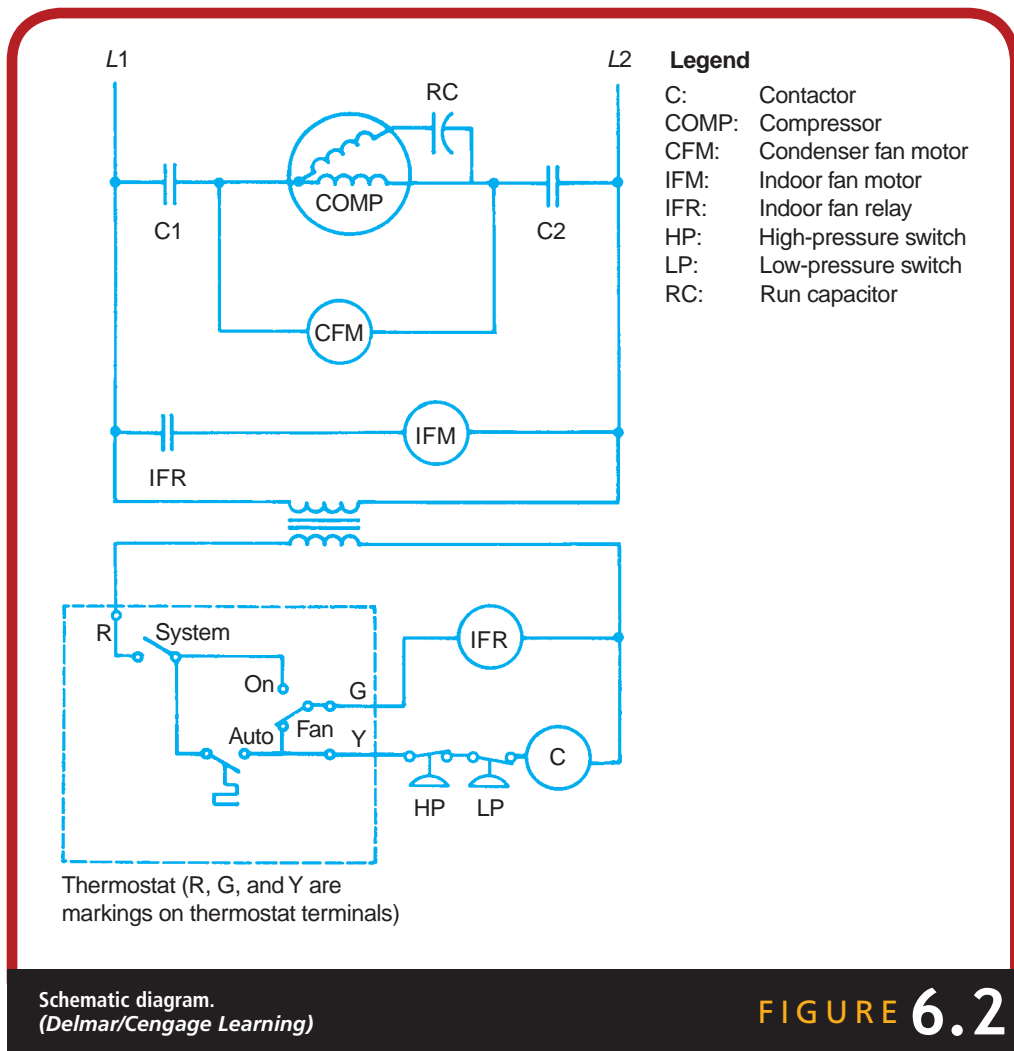 L1
L2
Legend
RC
C: Contactor
COMP: Compressor
CFM: Condenser fan motor
IFM: Indoor fan motor
IFR: Indoor fan relay
HP: High-pressure switch
LP: Low-pressure switch
RC: Run capacitor
COMP
C1
C2
CFM
IFM
IFR
R
System
IFR
On
G
Auto
Fan
Y
C
HP
LP
Thermostat (R, G, and Y are
markings on thermostat terminals)
Schematic diagram.
(Delmar/Cengage Learning)
FIGURE 6.2